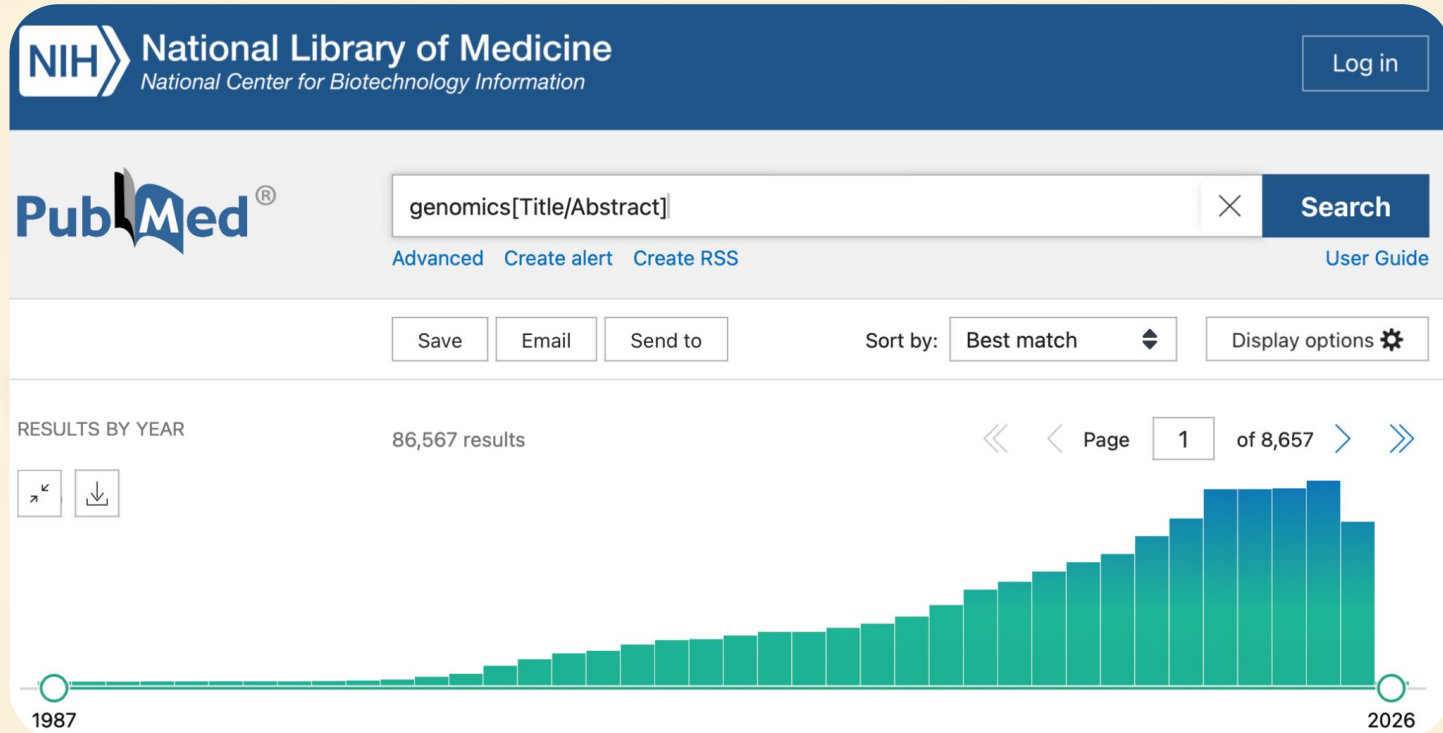 NIH National Library of Medicine
National Center for Biotechnology Information
Log in
PubMed®
genomics[Title/Abstract]
Search
Advanced Create alert Create RSS
User Guide
Save Email Send to
Sort by: Best match
Display options
RESULTS BY YEAR
86,567 results
Page 1 of 8,657
1987
2026